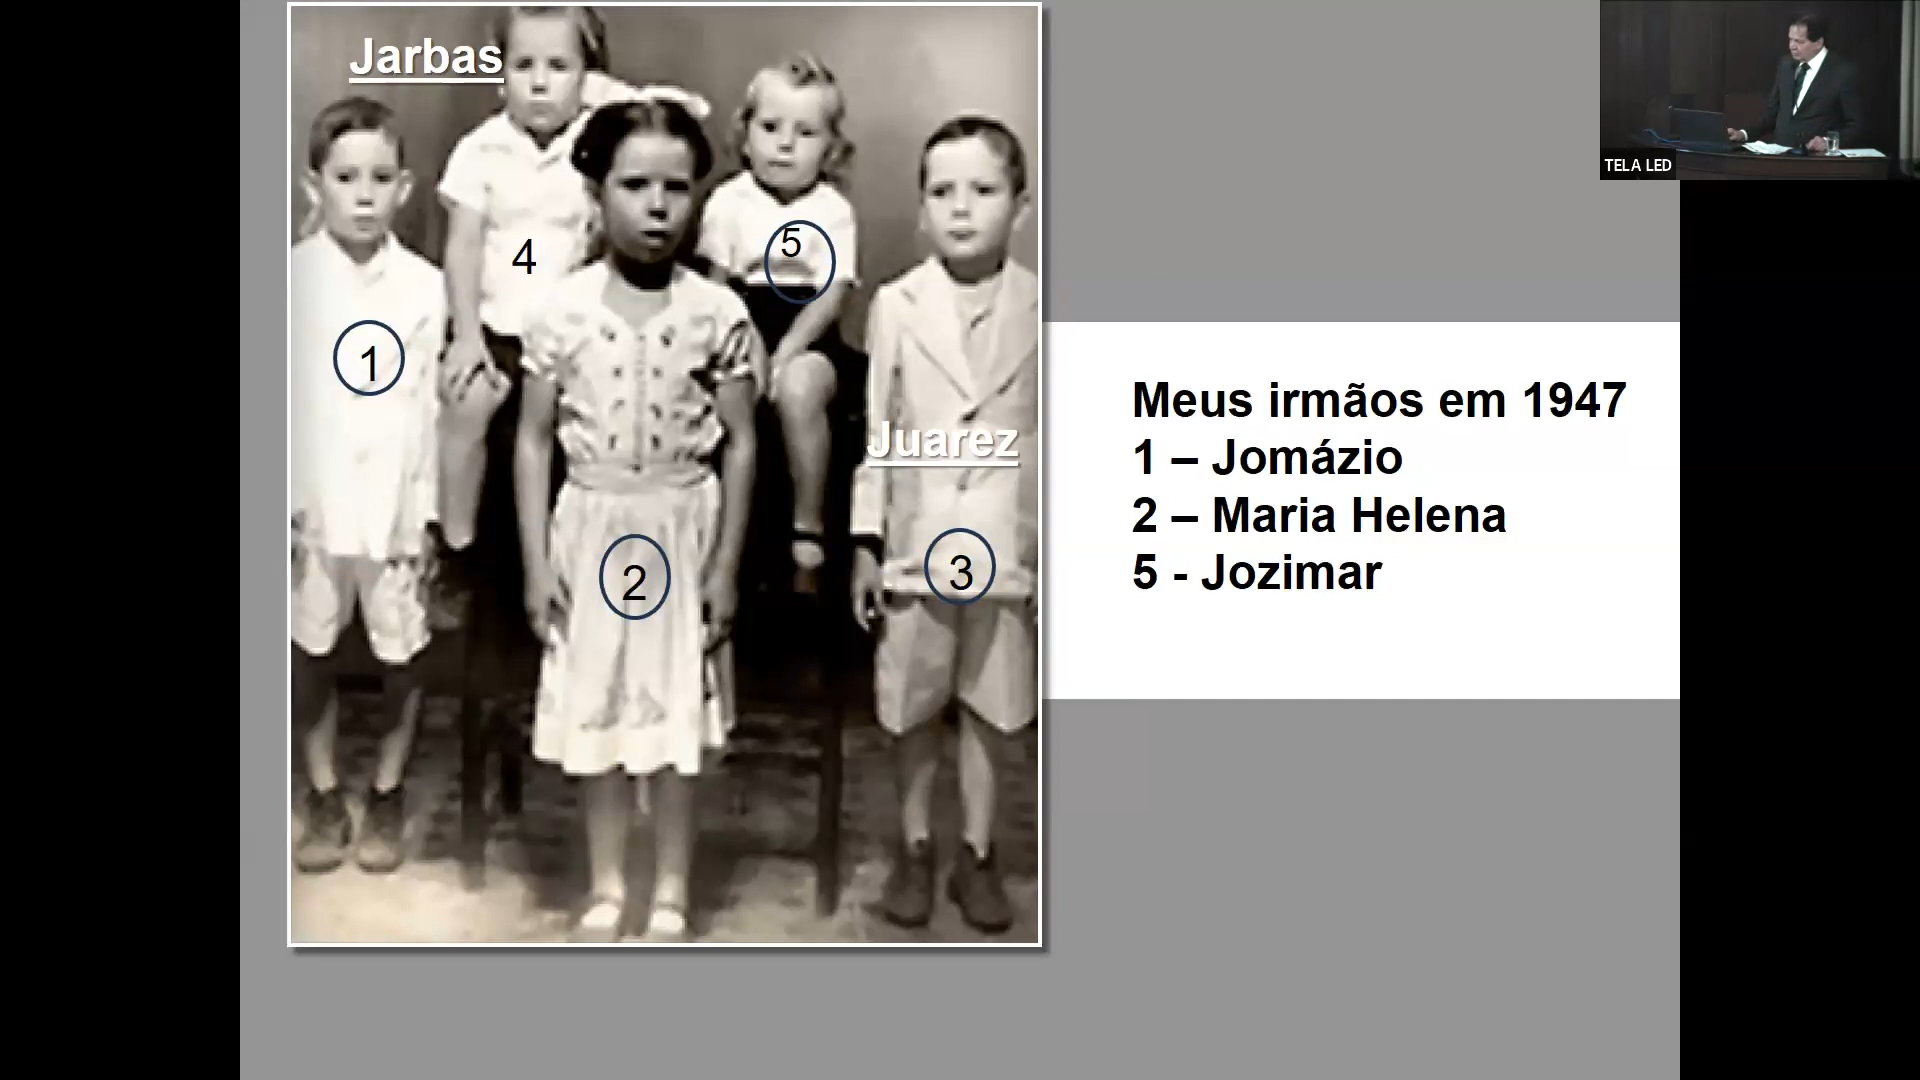 Jarbas
4
5
1
Juarez
2
3
Meus irmãos em 1947
1 – Jomázio
2 – Maria Helena
5 - Jozimar
TELA LED